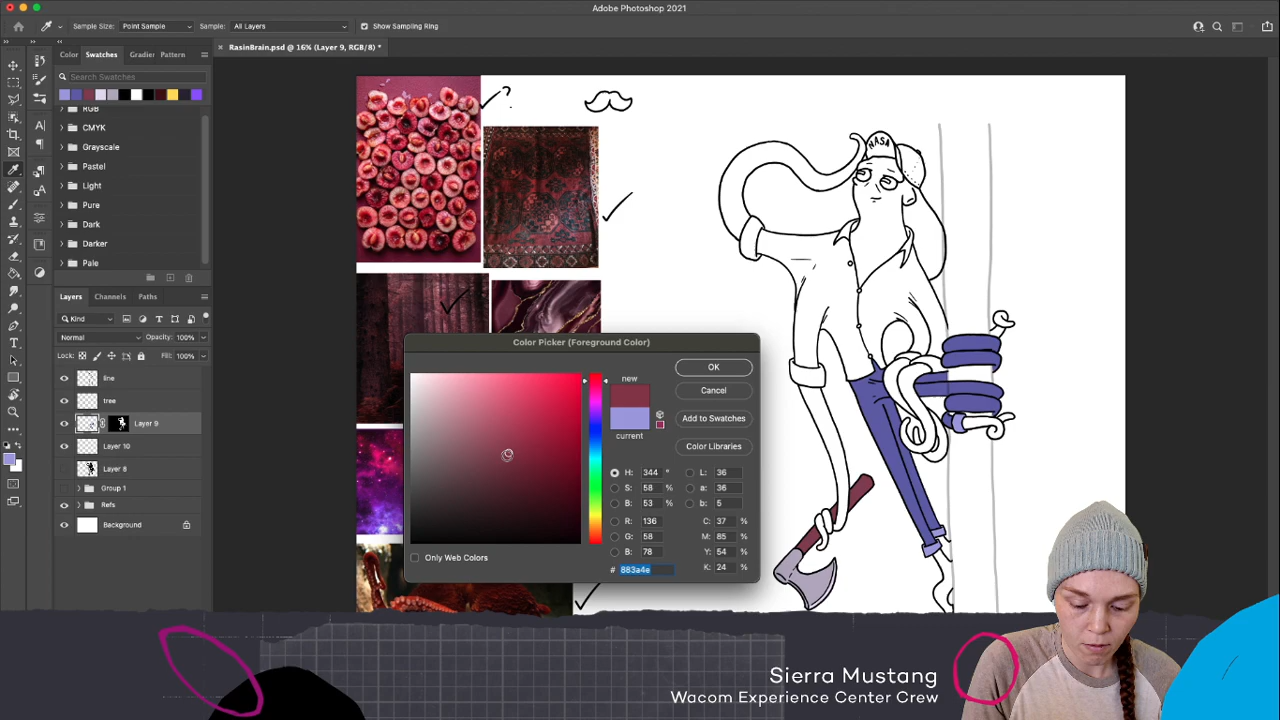 Adobe Photoshop 2021
Sample Size: Point Sample Sample: All Layers Show Sampling Ring
Color Swatches Gradier Pattern
RasinBrain.psd @ 16% (Layer 9, RGB/8) *
Search Swatches
RGB
CMYK
Grayscale
Pastel
Light
Pure
Dark
Darker
Pale
Layers Channels Paths
Kind
Normal Opacity: 100%
Lock: Fill: 100%
line
tree
Layer 9
Layer 10
Layer 8
Group 1
Refs
Background
?
NASA
Color Picker (Foreground Color)
new
current
OK
Cancel
Add to Swatches
Color Libraries
H: 344 °
S: 58 %
B: 53 %
R: 136
G: 58
B: 78
L: 36
a: 36
b: 5
C: 37 %
M: 85 %
Y: 54 %
K: 24 %
# 883a4e
Only Web Colors
Sierra Mustang
Wacom Experience Center Crew